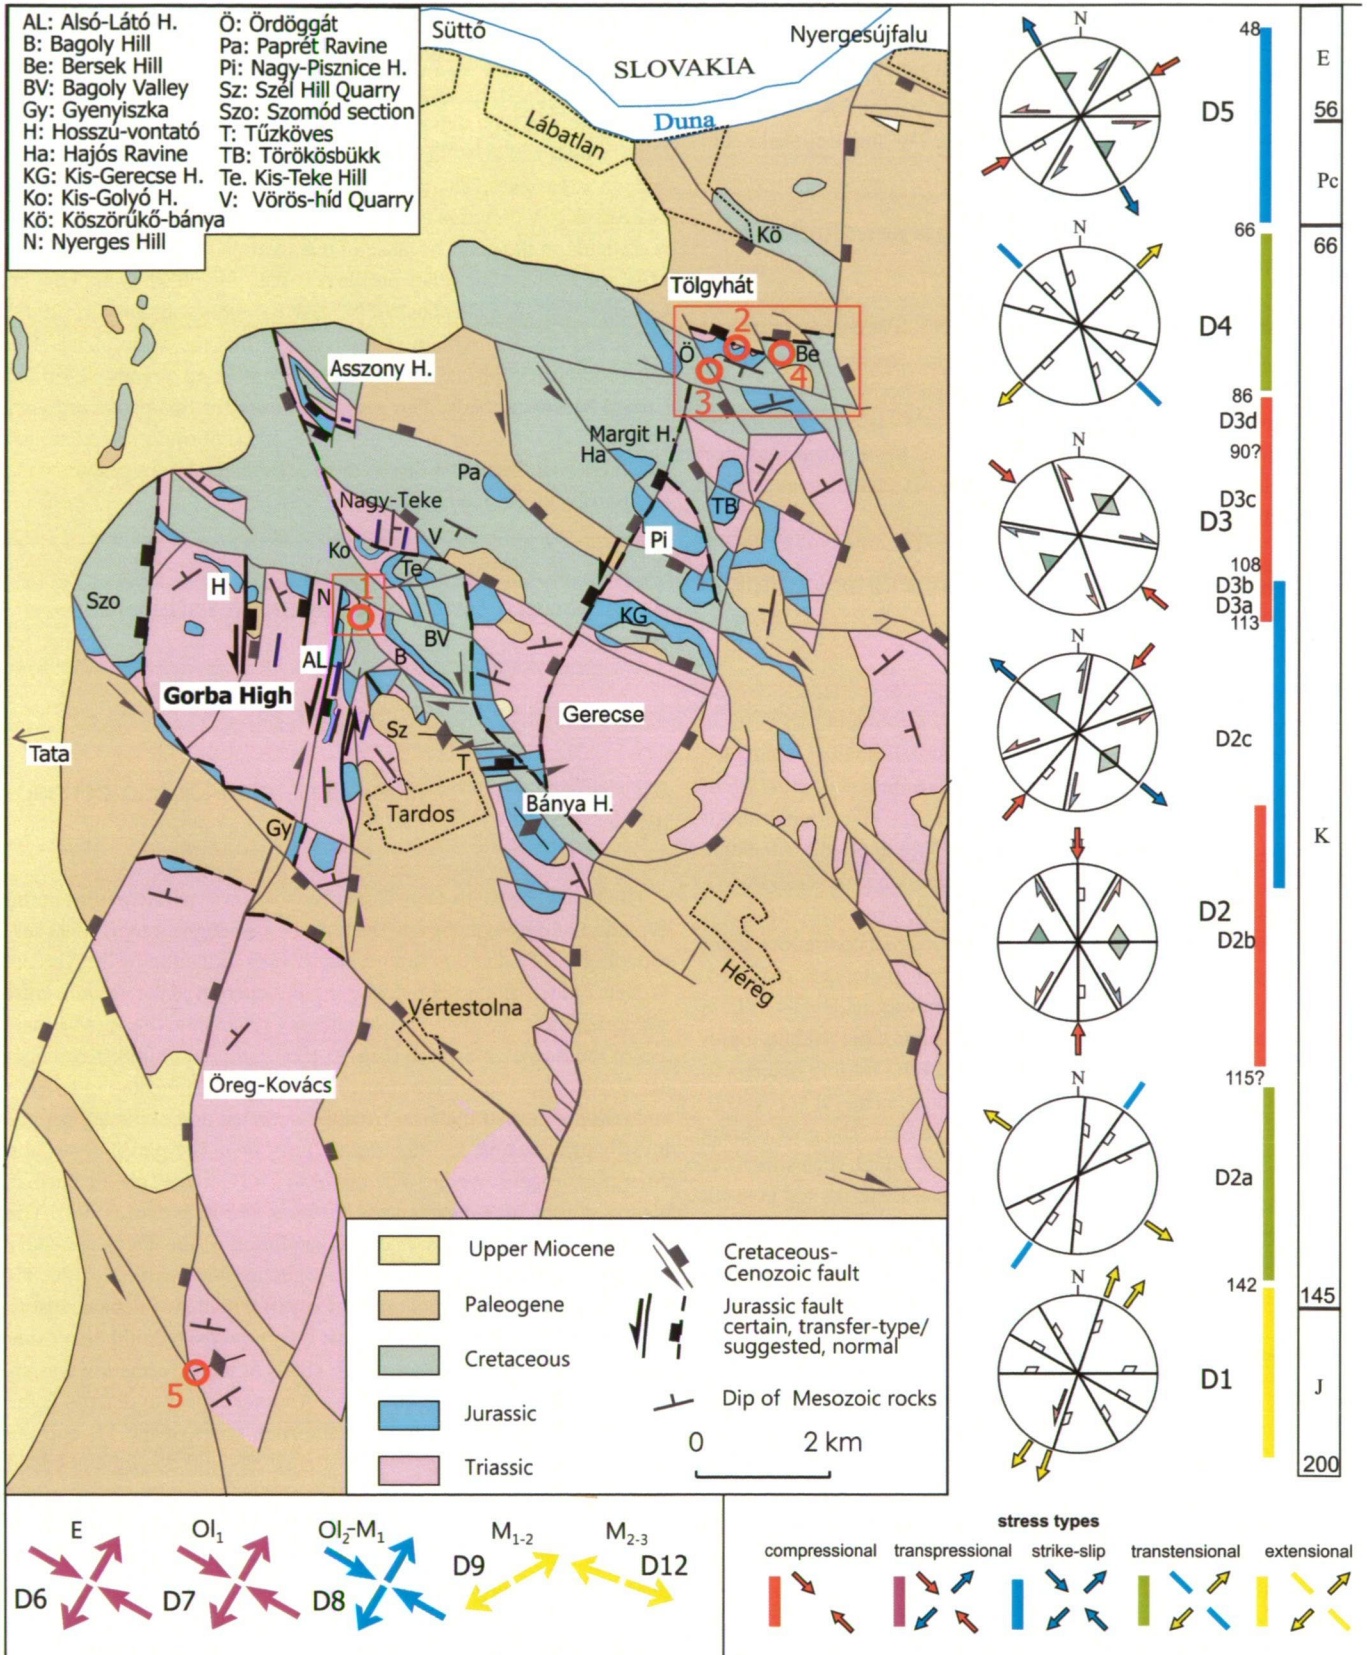 AL: Alsó-Látó H.
B: Bagoly Hill
Be: Bersek Hill
BV: Bagoly Valley
Gy: Gyenyiszka
H: Hosszú-vontató
Ha: Hajós Ravine
KG: Kis-Gerecse H.
Ko: Kis-Golyó H.
Kö: Köszörűkő-bánya
N: Nyerges Hill
Ö: Ördöggát
Pa: Paprét Ravine
Pi: Nagy-Pisznice H.
Sz: Szél Hill Quarry
Szo: Szomód section
T: Tűzköves
TB: Törökösbükk
Te. Kis-Teke Hill
V: Vörös-híd Quarry
Süttő
Nyergesújfalu
SLOVAKIA
Duna
Lábatlan
Kö
Tölgyhát
2
Ö
Be
4
3
Asszony H.
Margit H.
Ha
Pa
TB
Nagy-Teke
V
Pi
Ko
Te
H
Szo
N
1
KG
BV
AL
B
Gorba High
Gerecse
Sz
Tata
T
Bánya H.
Tardos
Gy
Héreg
Vértestolna
Öreg-Kovács
5
Upper Miocene
Paleogene
Cretaceous
Jurassic
Triassic
Cretaceous-
Cenozoic fault
Jurassic fault
certain, transfer-type/
suggested, normal
Dip of Mesozoic rocks
0 2 km
N
48
E
D5
56
Pc
66
66
N
D4
86
D3d
90?
N
D3c
D3
108
D3b
D3a
113
N
D2c
K
D2
D2b
115?
N
D2a
142
145
N
D1
J
200
E
Ol1
Ol2-M1
M1-2
M2-3
D6
D7
D8
D9
D12
stress types
compressional
transpressional
strike-slip
transtensional
extensional